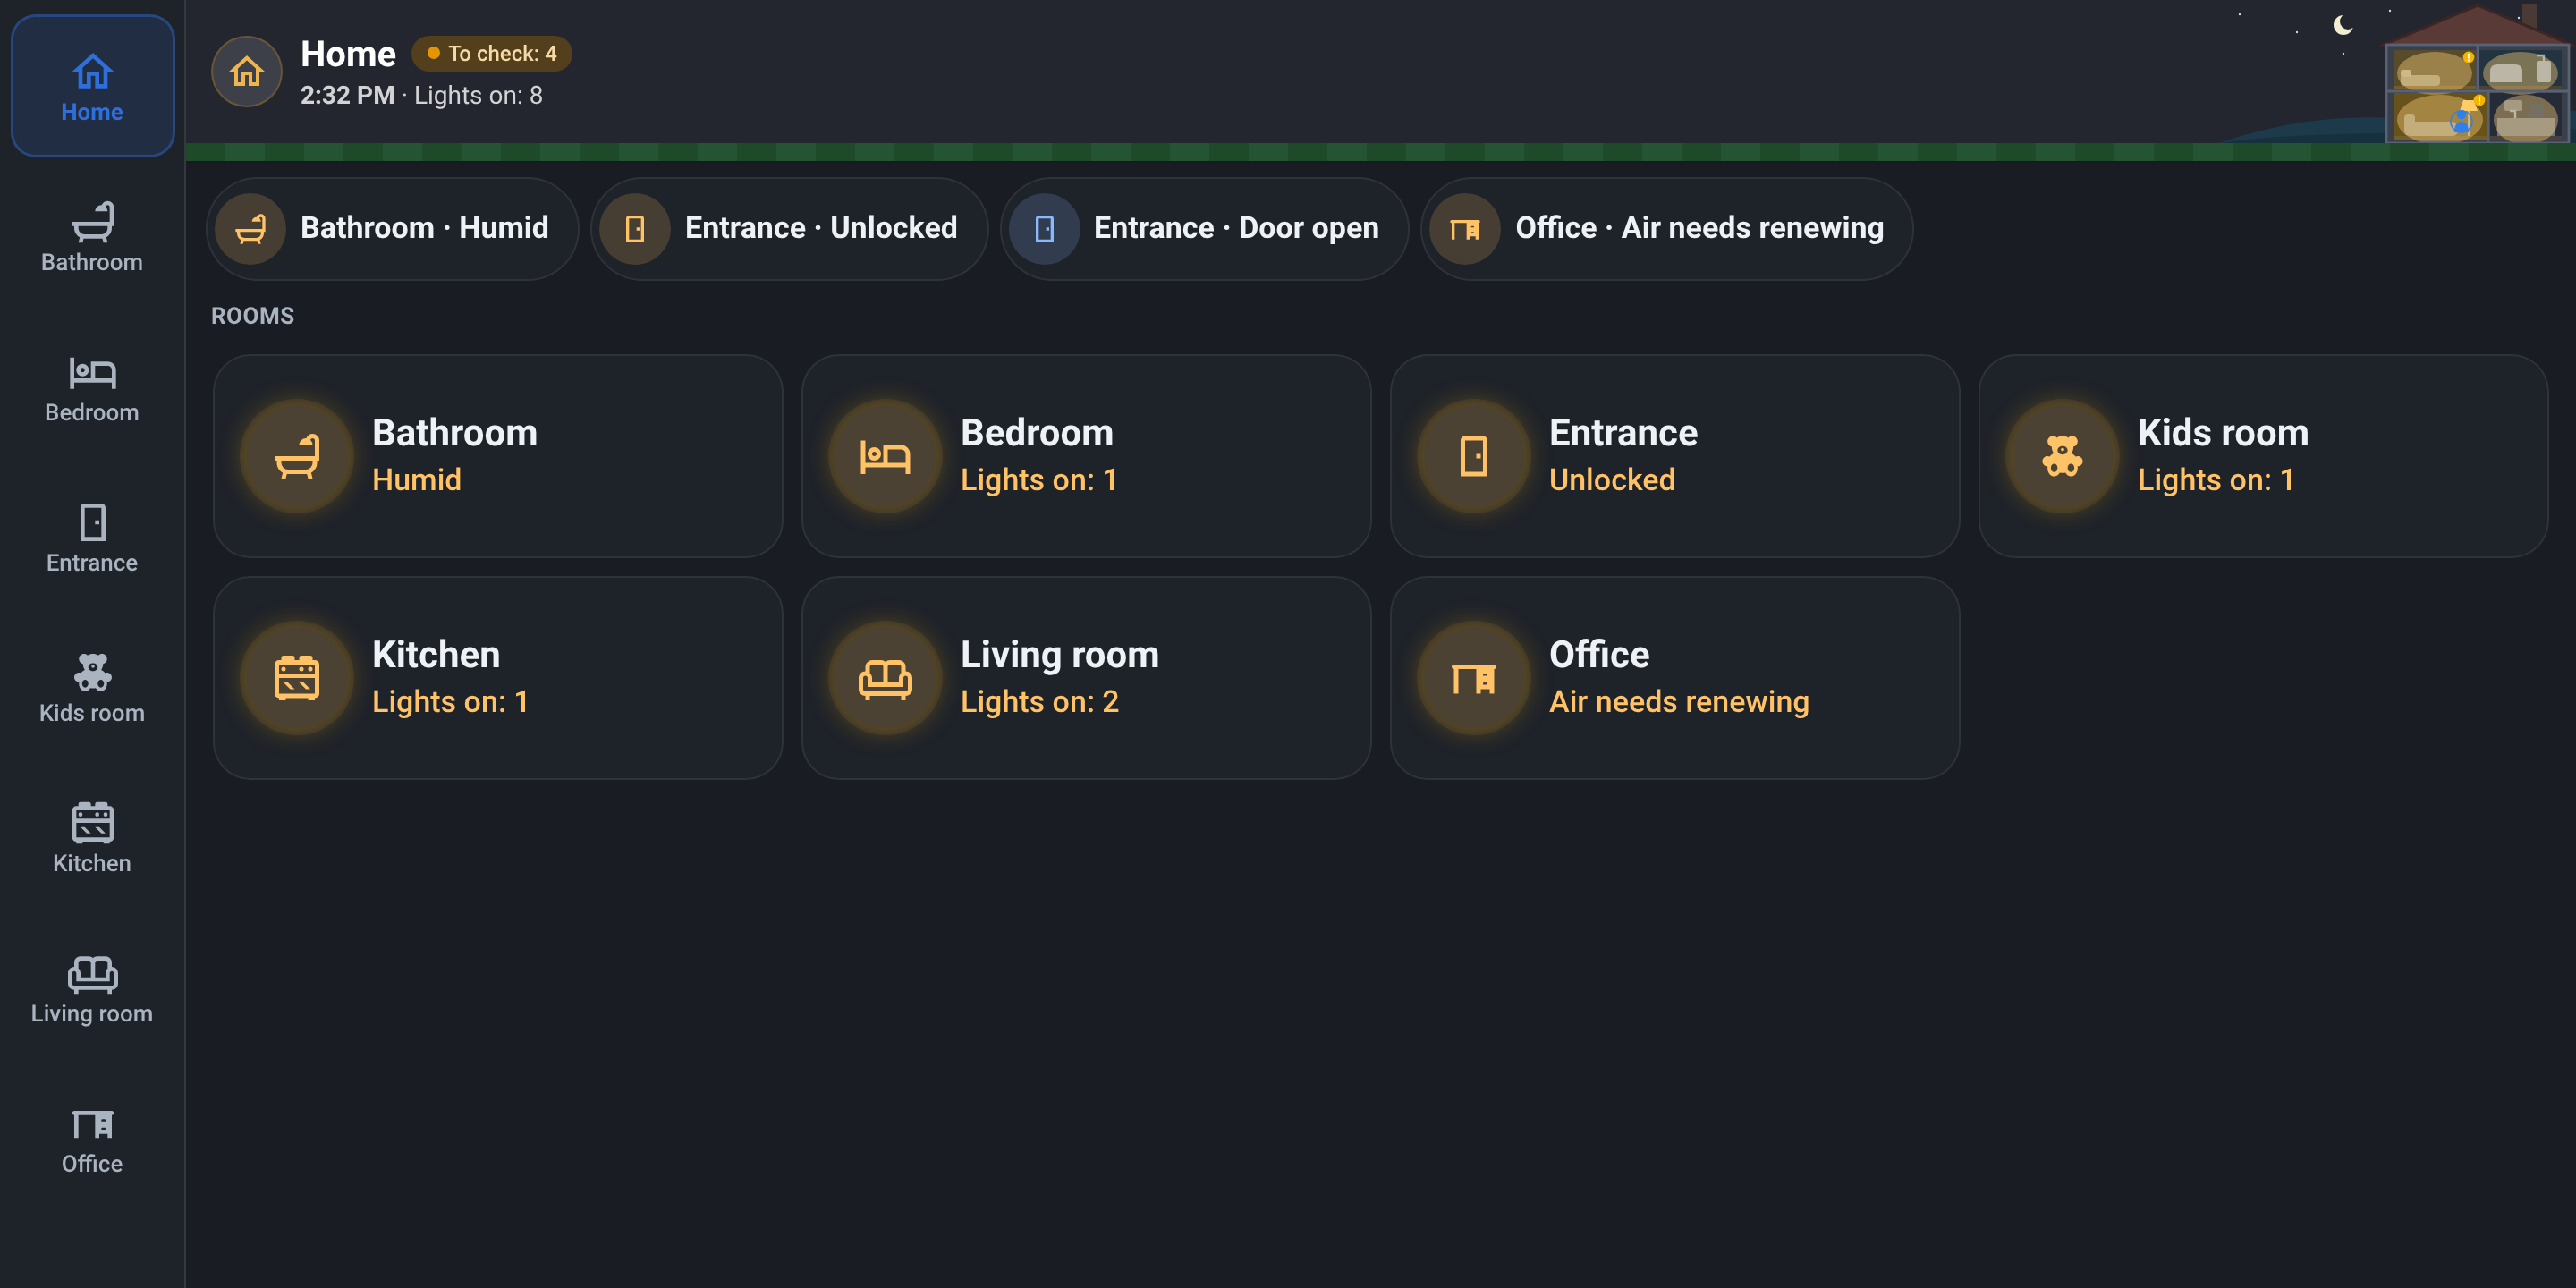 Home
Bathroom
Bedroom
Entrance
Kids room
Kitchen
Living room
Office
Home
To check: 4
2:32 PM · Lights on: 8
Bathroom · Humid
Entrance · Unlocked
Entrance · Door open
Office · Air needs renewing
ROOMS
Bathroom
Humid
Bedroom
Lights on: 1
Entrance
Unlocked
Kids room
Lights on: 1
Kitchen
Lights on: 1
Living room
Lights on: 2
Office
Air needs renewing